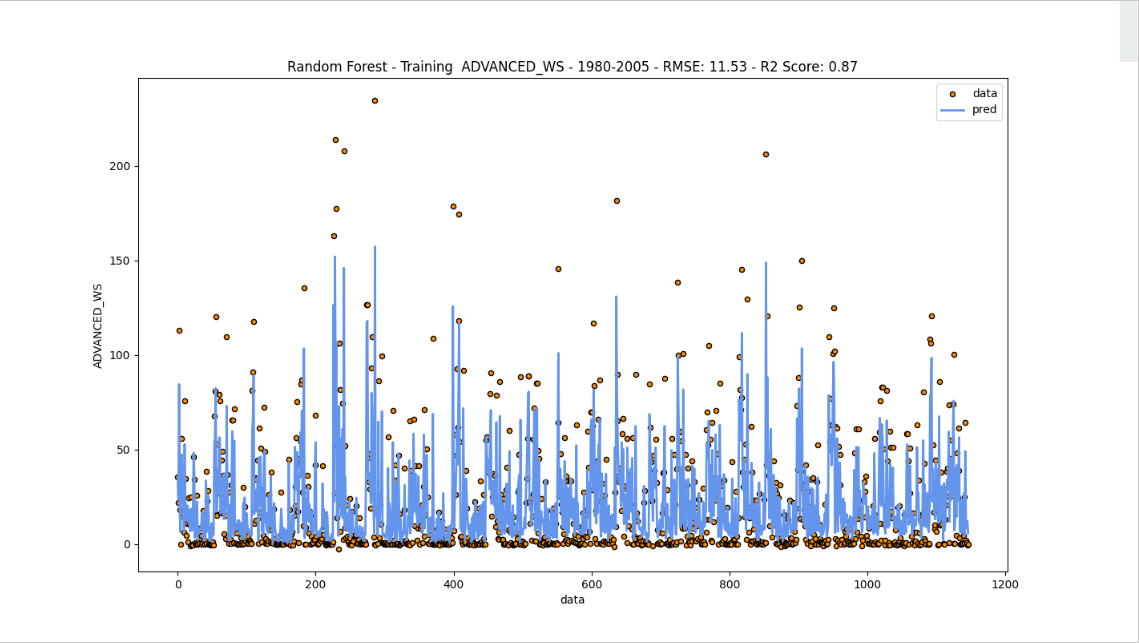 Random Forest - Training  ADVANCED_WS - 1980-2005 - RMSE: 11.53 - R2 Score: 0.87
data
pred
200
150
100
50
0
ADVANCED_WS
0 200 400 600 800 1000 1200
data